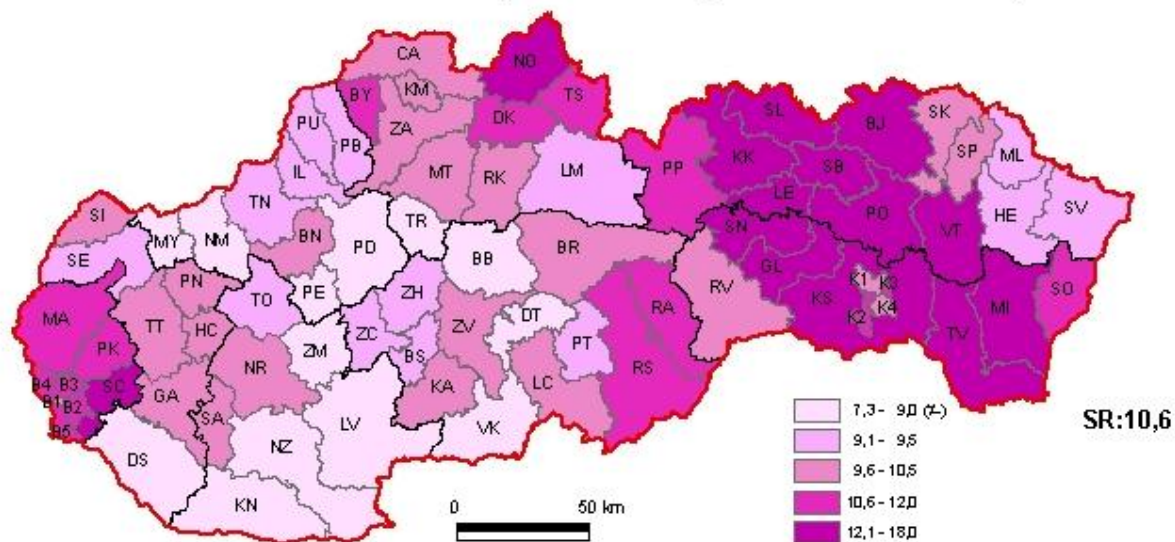 CA
NO
BY
KM
TS
DK
PU
ZA
PB
SL
BJ
SK
SP
ML
PP
KK
SB
IL
MT
RK
LM
TN
LE
PO
HE
SV
SI
MY
NM
BN
TR
PD
BB
BR
SN
VT
SE
PN
TO
PE
ZH
GL
RV
KS
K1
K3
K2
K4
MI
SO
MA
TT
HC
ZM
ZC
BS
ZV
DT
PT
RA
TV
PK
NR
B4
B3
SC
B1
B2
GA
SA
KA
LC
RS
B5
LV
VK
DS
NZ
KN
7,3 - 9,0
9,1 - 9,5
9,6 - 10,5
10,6 - 12,0
12,1 - 18,0
SR:10,6
0
50 km